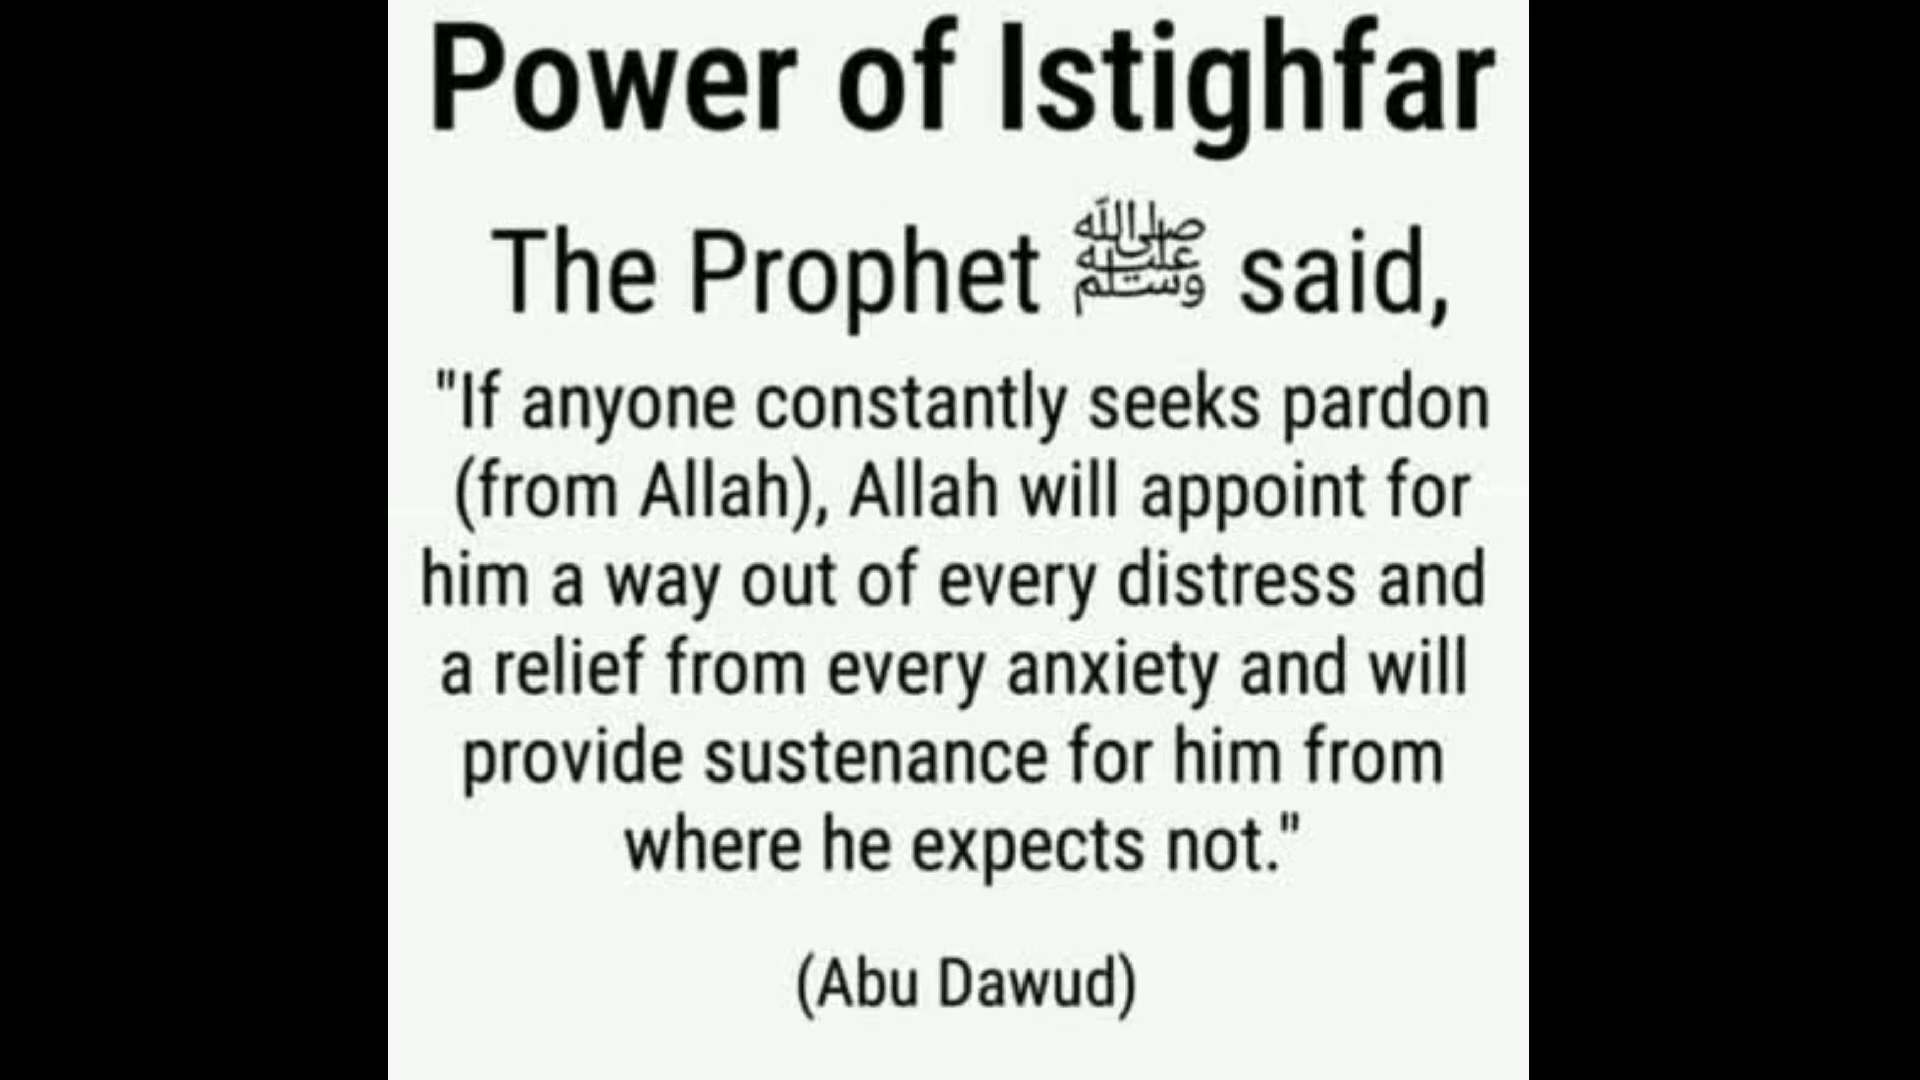 Power of Istighfar
The Prophet ﷺ said,
"If anyone constantly seeks pardon
(from Allah), Allah will appoint for
him a way out of every distress and
a relief from every anxiety and will
provide sustenance for him from
where he expects not."
(Abu Dawud)